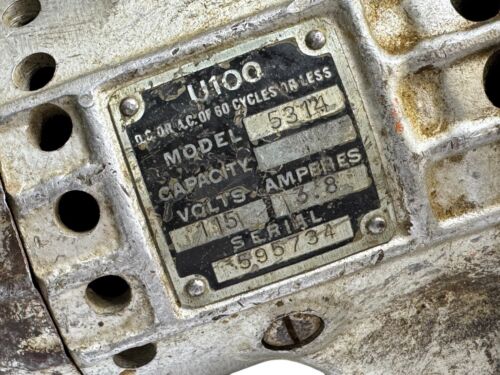 U100
D.C. OR A.C. OF 60 CYCLES OR LESS
MODEL 5314
CAPACITY
VOLTS AMPERES
115 3.8
SERIAL
595734